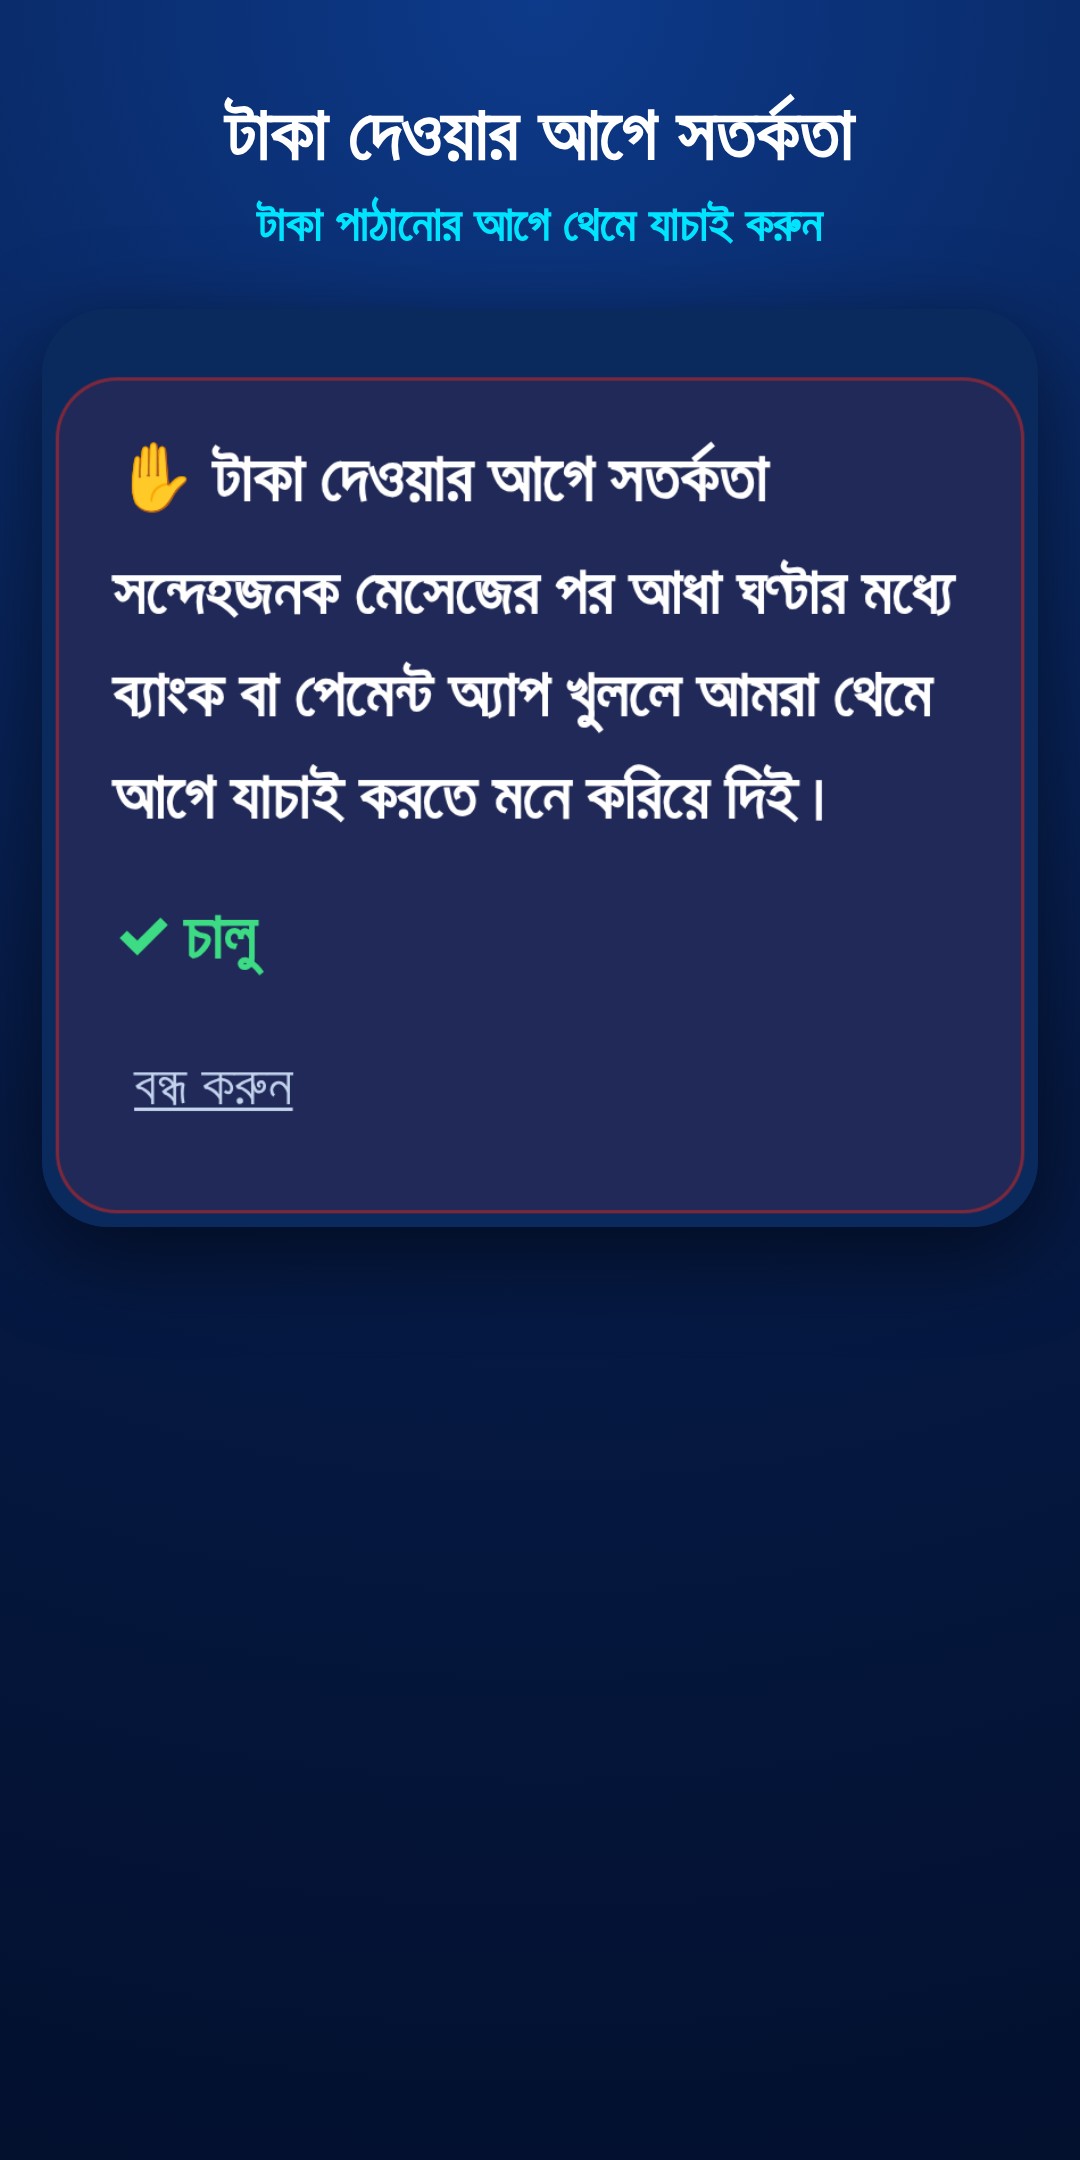 টাকা দেওয়ার আগে সতর্কতা
টাকা পাঠানোর আগে থেমে যাচাই করুন
✋ টাকা দেওয়ার আগে সতর্কতা
সন্দেহজনক মেসেজের পর আধা ঘণ্টার মধ্যে
ব্যাংক বা পেমেন্ট অ্যাপ খুললে আমরা থেমে
আগে যাচাই করতে মনে করিয়ে দিই।
✓ চালু
বন্ধ করুন